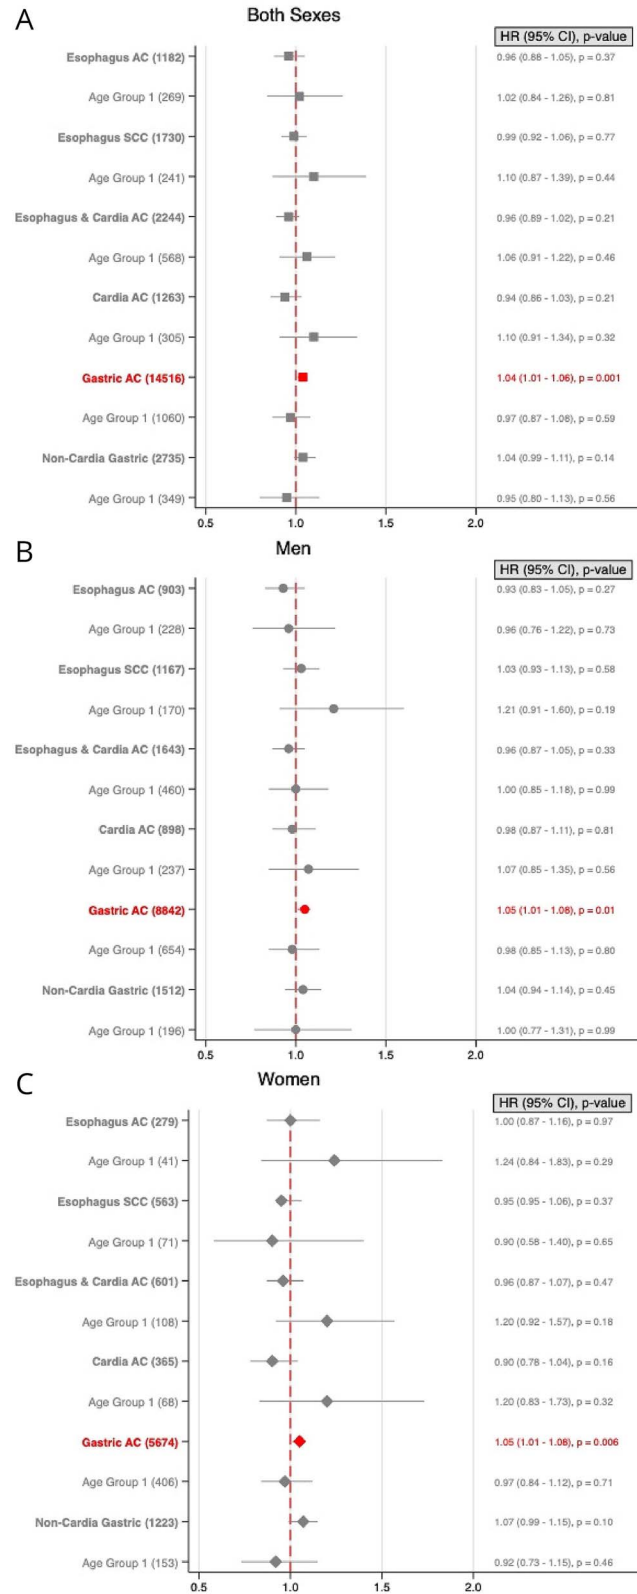 A
Both Sexes
HR (95% CI), p-value
Esophagus AC (1182) 0.96 (0.88 - 1.05), p = 0.37
Age Group 1 (269) 1.02 (0.84 - 1.26), p = 0.81
Esophagus SCC (1730) 0.99 (0.92 - 1.06), p = 0.77
Age Group 1 (241) 1.10 (0.87 - 1.39), p = 0.44
Esophagus & Cardia AC (2244) 0.96 (0.89 - 1.02), p = 0.21
Age Group 1 (568) 1.06 (0.91 - 1.22), p = 0.46
Cardia AC (1263) 0.94 (0.86 - 1.03), p = 0.21
Age Group 1 (305) 1.10 (0.91 - 1.34), p = 0.32
Gastric AC (14516) 1.04 (1.01 - 1.06), p = 0.001
Age Group 1 (1060) 0.97 (0.87 - 1.08), p = 0.59
Non-Cardia Gastric (2735) 1.04 (0.99 - 1.11), p = 0.14
Age Group 1 (349) 0.95 (0.80 - 1.13), p = 0.56
0.5 1.0 1.5 2.0
B
Men
HR (95% CI), p-value
Esophagus AC (903) 0.93 (0.83 - 1.05), p = 0.27
Age Group 1 (228) 0.96 (0.76 - 1.22), p = 0.73
Esophagus SCC (1167) 1.03 (0.93 - 1.13), p = 0.58
Age Group 1 (170) 1.21 (0.91 - 1.60), p = 0.19
Esophagus & Cardia AC (1643) 0.96 (0.87 - 1.05), p = 0.33
Age Group 1 (460) 1.00 (0.85 - 1.18), p = 0.99
Cardia AC (898) 0.98 (0.87 - 1.11), p = 0.81
Age Group 1 (237) 1.07 (0.85 - 1.35), p = 0.56
Gastric AC (8842) 1.05 (1.01 - 1.08), p = 0.01
Age Group 1 (654) 0.98 (0.85 - 1.13), p = 0.80
Non-Cardia Gastric (1512) 1.04 (0.94 - 1.14), p = 0.45
Age Group 1 (196) 1.00 (0.77 - 1.31), p = 0.99
0.5 1.0 1.5 2.0
C
Women
HR (95% CI), p-value
Esophagus AC (279) 1.00 (0.87 - 1.16), p = 0.97
Age Group 1 (41) 1.24 (0.84 - 1.83), p = 0.29
Esophagus SCC (563) 0.95 (0.95 - 1.06), p = 0.37
Age Group 1 (71) 0.90 (0.58 - 1.40), p = 0.65
Esophagus & Cardia AC (601) 0.96 (0.87 - 1.07), p = 0.47
Age Group 1 (108) 1.20 (0.92 - 1.57), p = 0.18
Cardia AC (365) 0.90 (0.78 - 1.04), p = 0.16
Age Group 1 (68) 1.20 (0.83 - 1.73), p = 0.32
Gastric AC (5674) 1.05 (1.01 - 1.08), p = 0.006
Age Group 1 (406) 0.97 (0.84 - 1.12), p = 0.71
Non-Cardia Gastric (1223) 1.07 (0.99 - 1.15), p = 0.10
Age Group 1 (153) 0.92 (0.73 - 1.15), p = 0.46
0.5 1.0 1.5 2.0